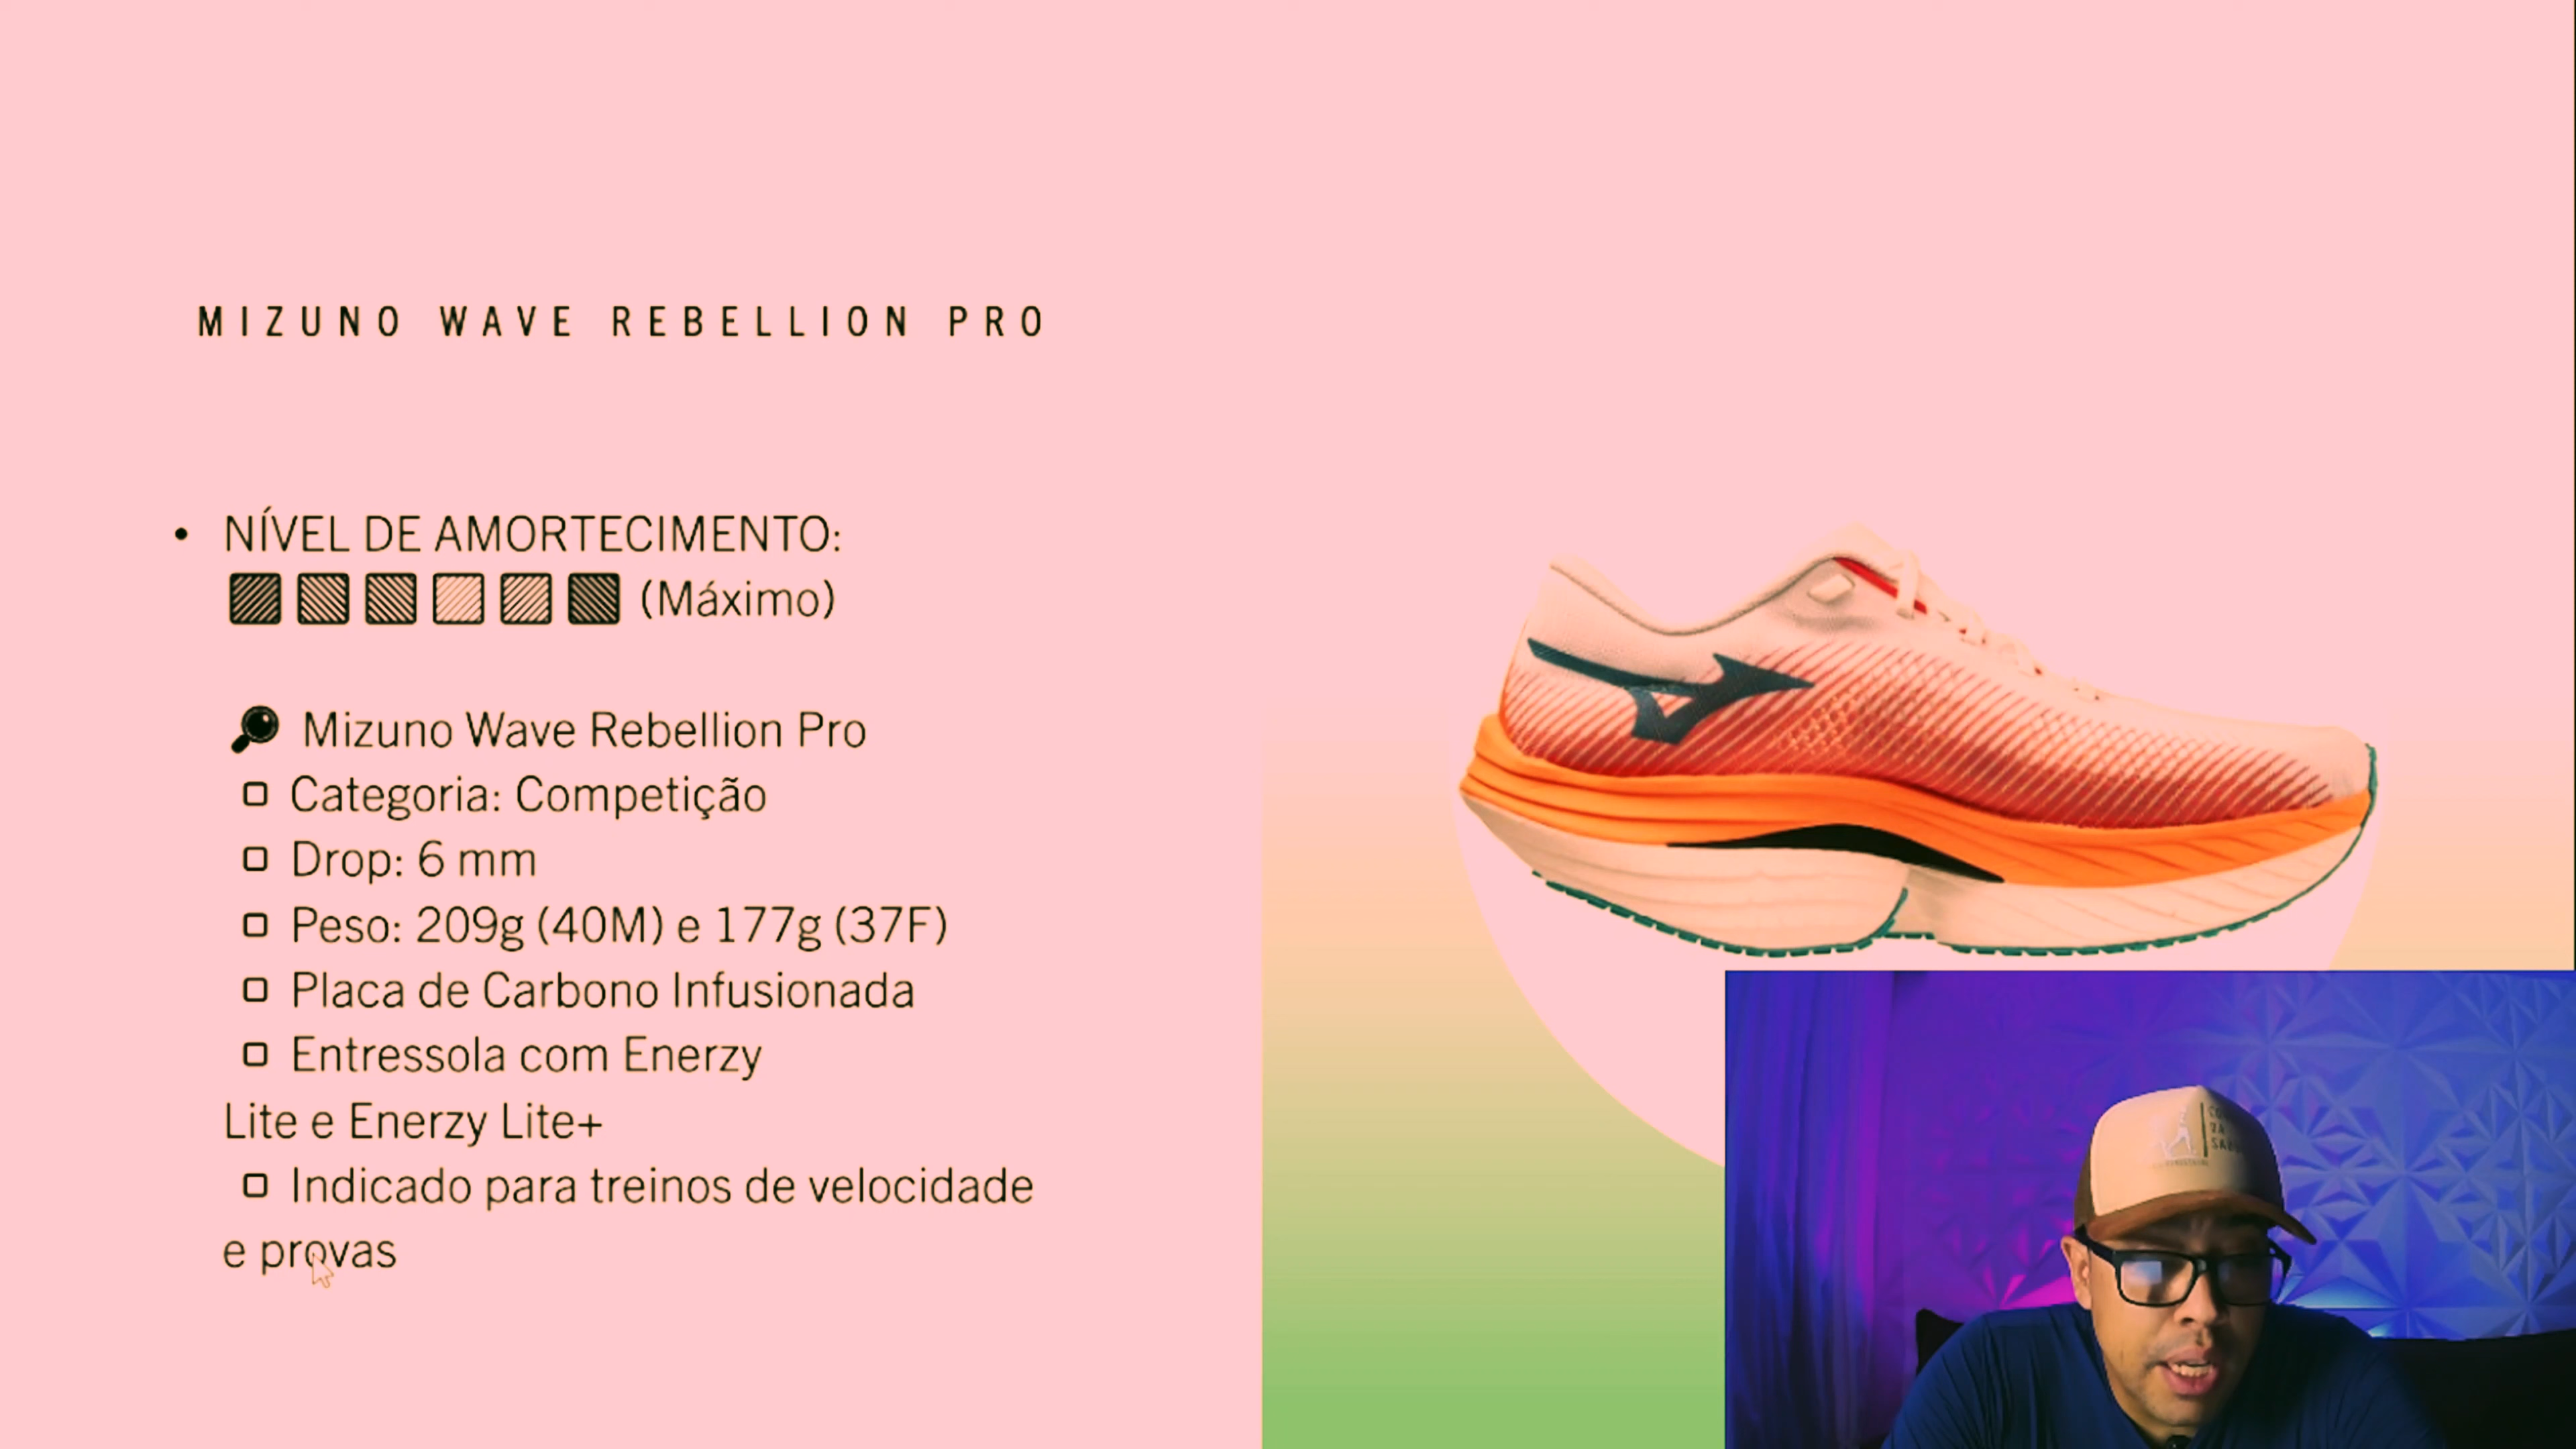 MIZUNO WAVE REBELLION PRO
• NÍVEL DE AMORTECIMENTO:
(Máximo)
Mizuno Wave Rebellion Pro
Categoria: Competição
Drop: 6 mm
Peso: 209g (40M) e 177g (37F)
Placa de Carbono Infusionada
Entressola com Enerzy
Lite e Enerzy Lite+
Indicado para treinos de velocidade
e provas